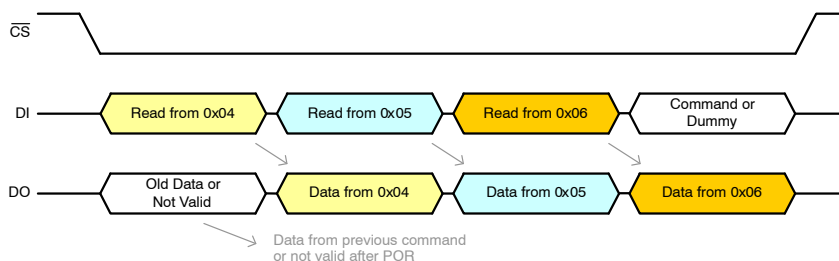 CS
DI
Read from 0x04
Read from 0x05
Read from 0x06
Command or
Dummy
DO
Old Data or
Not Valid
Data from 0x04
Data from 0x05
Data from 0x06
Data from previous command
or not valid after POR